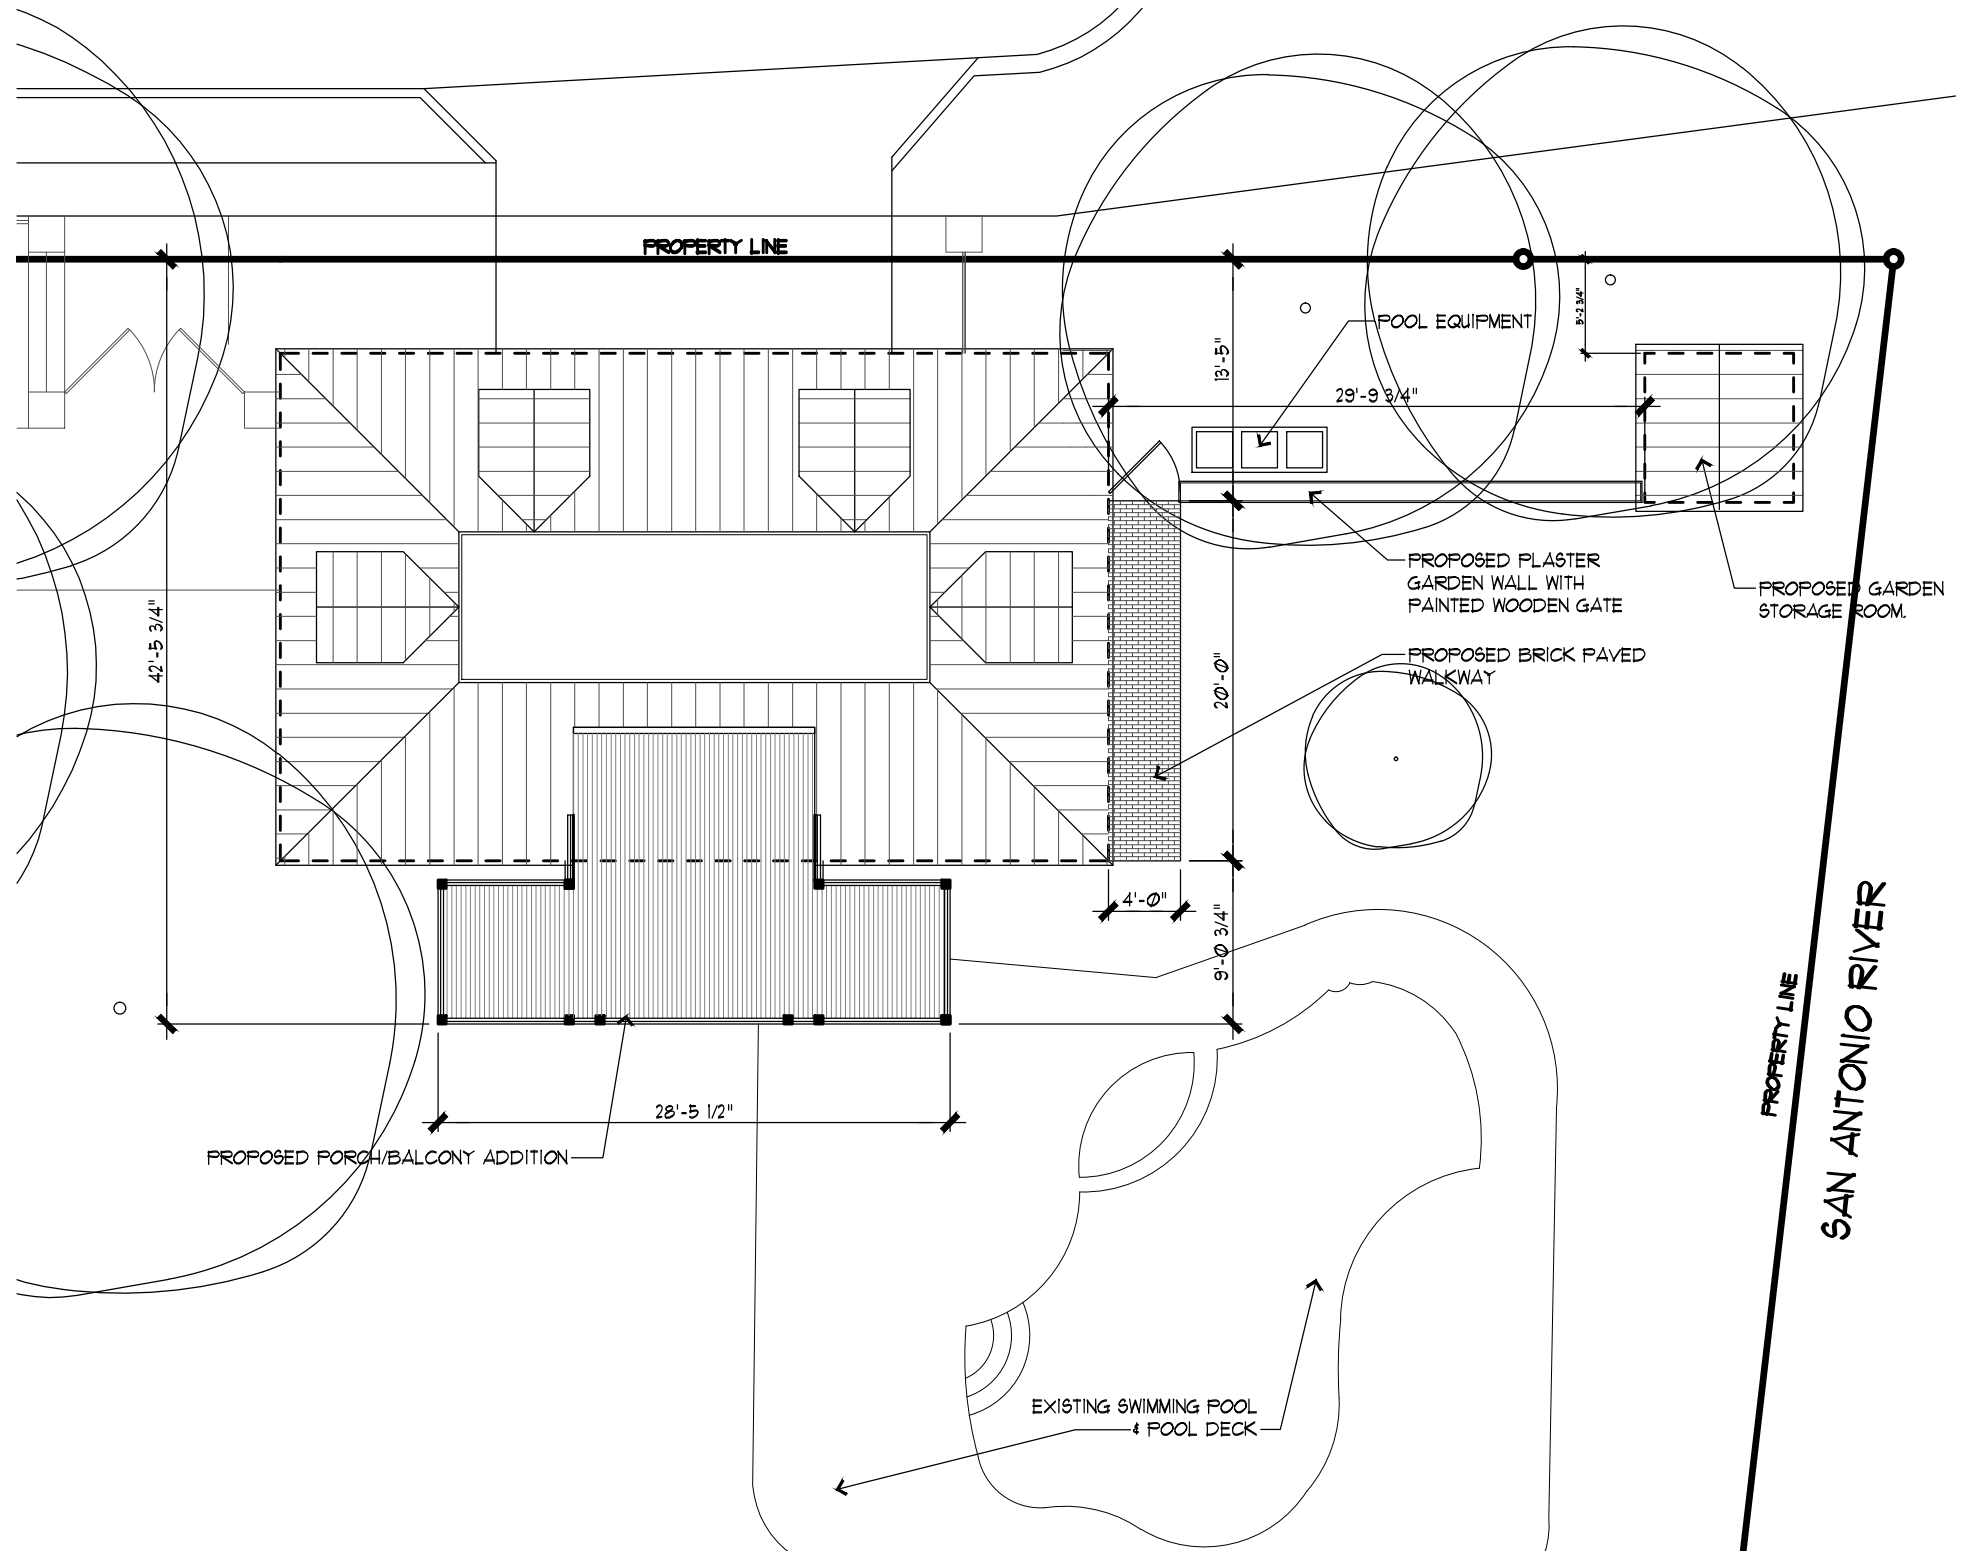 PROPERTY LINE
5'-2 3/4"
POOL EQUIPMENT
13'-5"
29'-9 3/4"
PROPOSED PLASTER
GARDEN WALL WITH
PAINTED WOODEN GATE
PROPOSED GARDEN
STORAGE ROOM.
42'-5 3/4"
20'-0"
PROPOSED BRICK PAVED
WALKWAY
4'-0"
9'-0 3/4"
PROPERTY LINE
SAN ANTONIO RIVER
28'-5 1/2"
PROPOSED PORCH/BALCONY ADDITION
EXISTING SWIMMING POOL
& POOL DECK